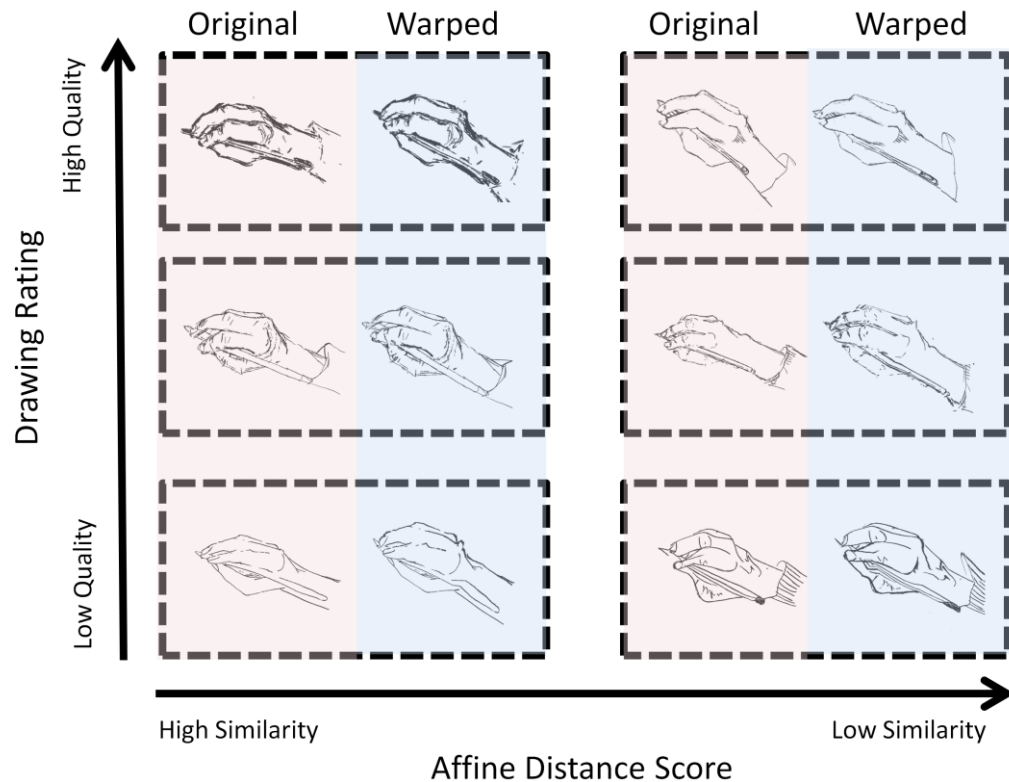 Original Warped Original Warped
High Quality
Drawing Rating
Low Quality
High Similarity Low Similarity
Affine Distance Score